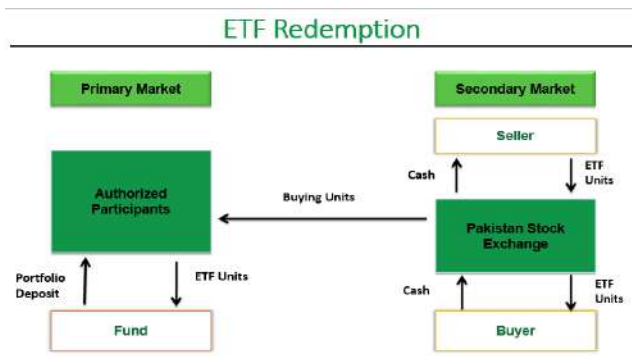 ETF Redemption
Primary Market
Secondary Market
Seller
Cash
ETF
Units
Authorized
Participants
Buying Units
Pakistan Stock
Exchange
Portfolio
Deposit
ETF Units
Cash
ETF
Units
Fund
Buyer